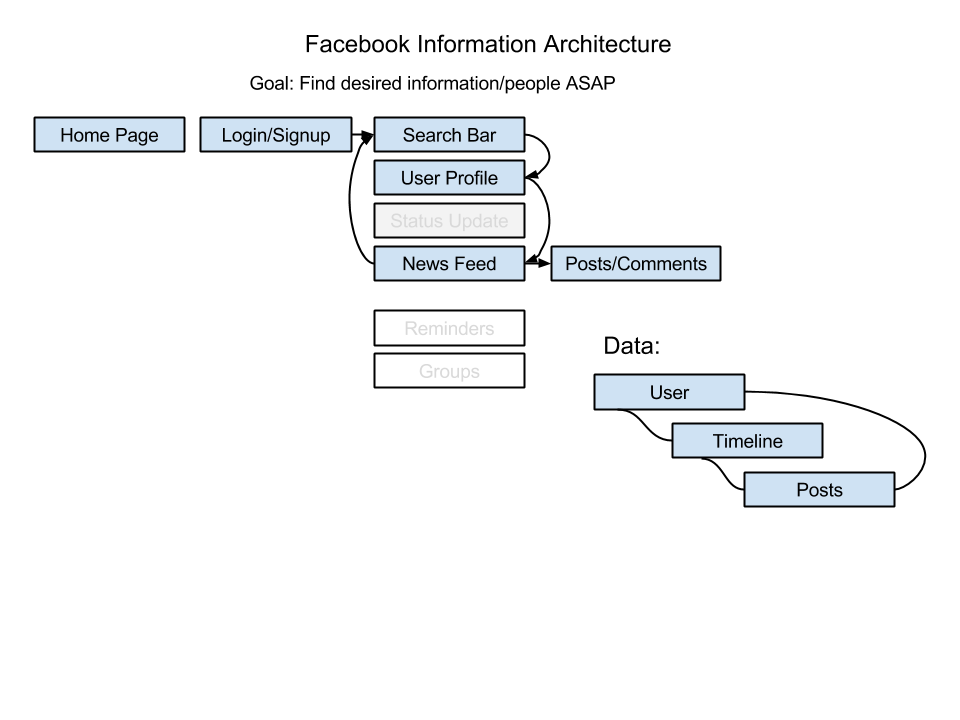 Facebook Information Architecture
Goal: Find desired information/people ASAP
Home Page
Login/Signup
Search Bar
User Profile
Status Update
News Feed
Posts/Comments
Reminders
Groups
Data:
User
Timeline
Posts